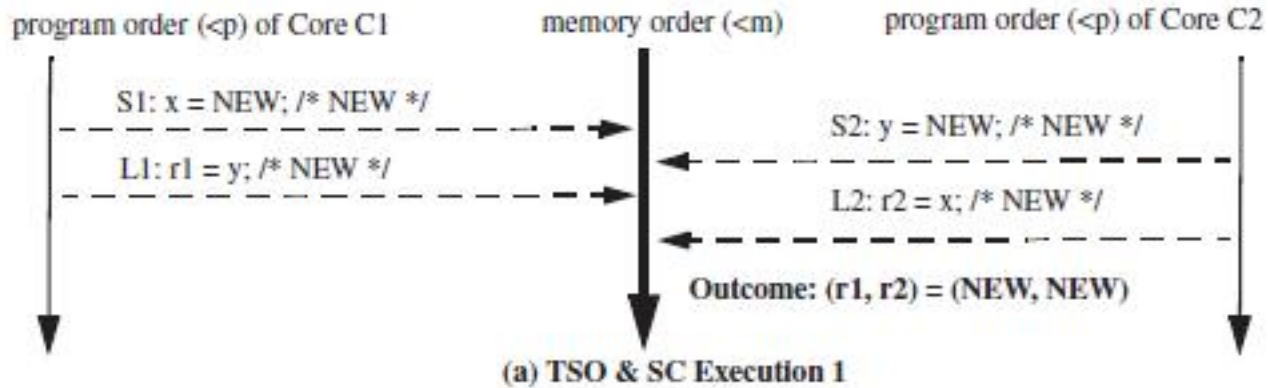 program order (<p) of Core C1 memory order (<m) program order (<p) of Core C2
S1: x = NEW; /* NEW */
S2: y = NEW; /* NEW */
L1: r1 = y; /* NEW */
L2: r2 = x; /* NEW */
Outcome: (r1, r2) = (NEW, NEW)
(a) TSO & SC Execution 1